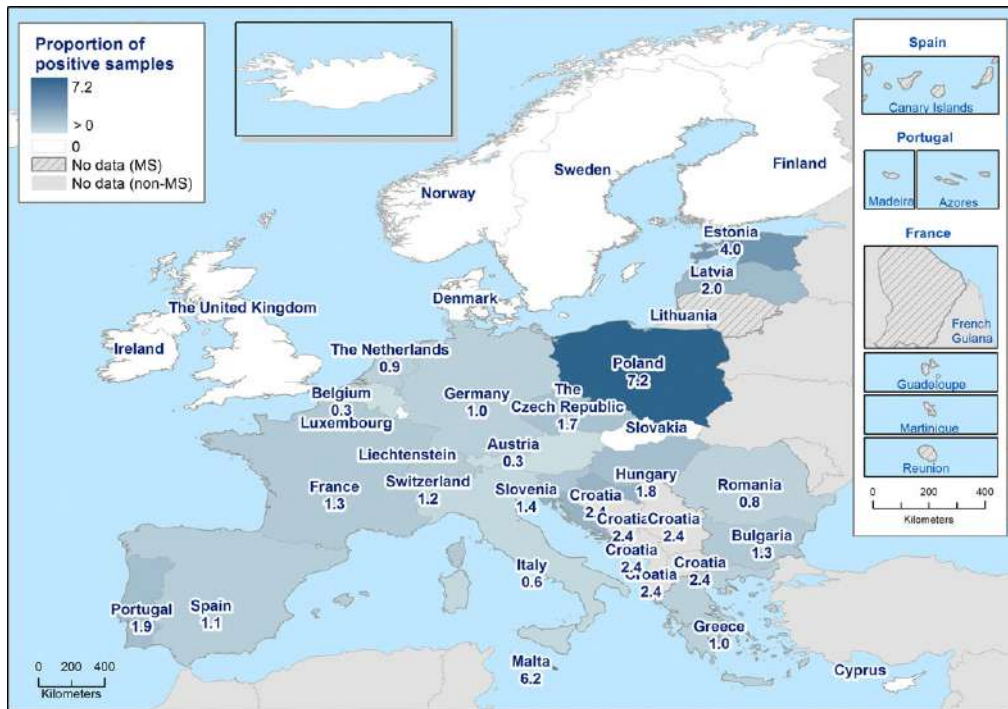 Proportion of
positive samples
7.2
> 0
0
No data (MS)
No data (non-MS)
Spain
Canary Islands
Portugal
Madeira
Azores
France
French
Guiana
Guadeloupe
Martinique
Reunion
0 200 400
Kilometers
Finland
Sweden
Norway
Estonia
4.0
Latvia
2.0
Lithuania
Denmark
The United Kingdom
Ireland
The Netherlands
0.9
Poland
7.2
Belgium
0.3
Luxembourg
Germany
1.0
The
Czech Republic
1.7
Slovakia
Austria
0.3
Liechtenstein
Switzerland
1.2
France
1.3
Slovenia
1.4
Hungary
1.8
Romania
0.8
Croatia
2.4
Croatia
2.4
Croatia
2.4
Croatia
2.4
Croatia
2.4
Croatia
2.4
Bulgaria
1.3
Italy
0.6
Portugal
1.9
Spain
1.1
Greece
1.0
Malta
6.2
Cyprus
0 200 400
Kilometers